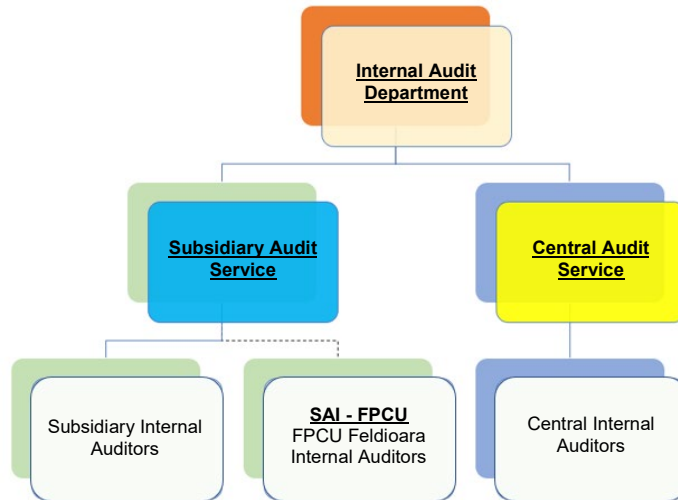 Internal Audit
Department
Subsidiary Audit
Service
Central Audit
Service
Subsidiary Internal
Auditors
SAI - FPCU
FPCU Feldioara
Internal Auditors
Central Internal
Auditors